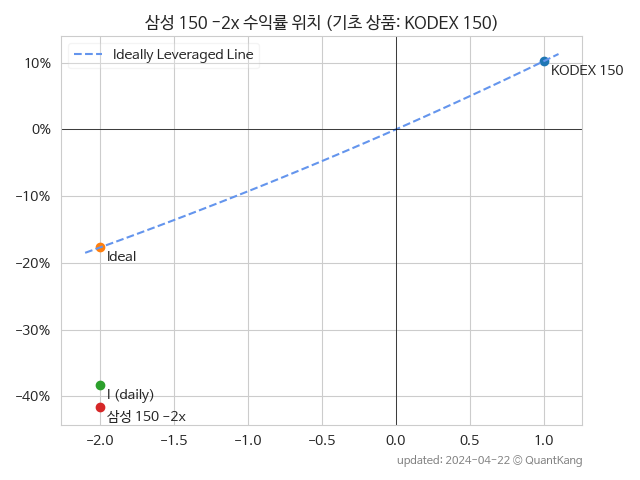 삼성 150 -2x 수익률 위치 (기초 상품: KODEX 150)
Ideally Leveraged Line
10%
0%
-10%
-20%
-30%
-40%
KODEX 150
Ideal
I (daily)
삼성 150 -2x
-2.0 -1.5 -1.0 -0.5 0.0 0.5 1.0
updated: 2024-04-22 © QuantKang